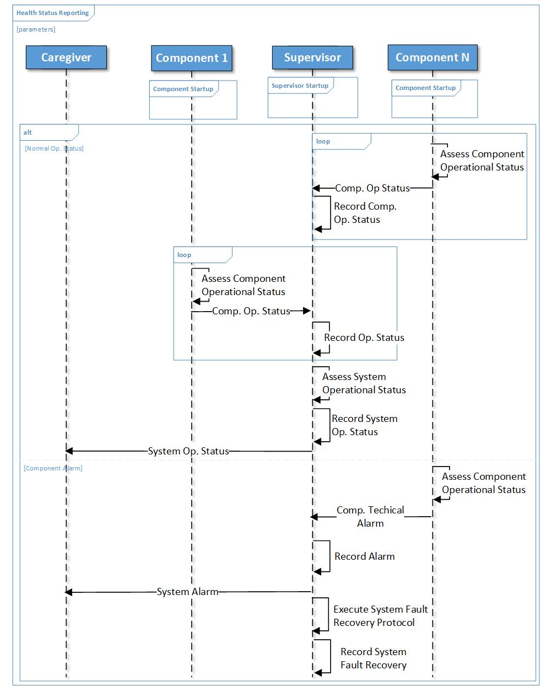 Health Status Reporting
[parameters]
Caregiver
Component 1
Supervisor
Component N
Component Startup
Supervisor Startup
Component Startup
alt
[Normal Op. Status]
loop
Assess Component
Operational Status
Comp. Op Status
Record Comp.
Op. Status
loop
Assess Component
Operational Status
Comp. Op. Status
Record Op. Status
Assess System
Operational Status
Record System
Op. Status
System Op. Status
[Component Alarm]
Assess Component
Operational Status
Comp. Techical
Alarm
Record Alarm
System Alarm
Execute System Fault
Recovery Protocol
Record System
Fault Recovery